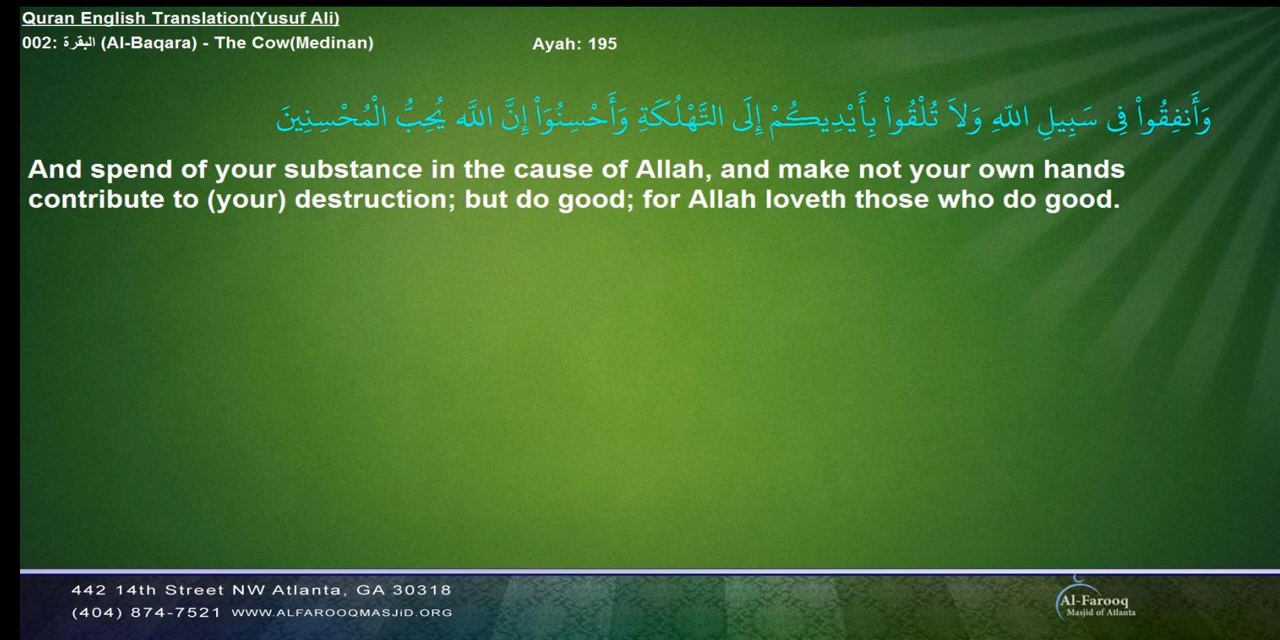 Quran English Translation(Yusuf Ali)
002: البقرة (Al-Baqara) - The Cow(Medinan) Ayah: 195
وَأَنفِقُواْ فِى سَبِيلِ اللّهِ وَلاَ تُلْقُواْ بِأَيْدِيكُمْ إِلَى التَّهْلُكَةِ وَأَحْسِنُوَاْ إِنَّ اللّهَ يُحِبُّ الْمُحْسِنِينَ
And spend of your substance in the cause of Allah, and make not your own hands
contribute to (your) destruction; but do good; for Allah loveth those who do good.
442 14th Street NW Atlanta, GA 30318
(404) 874-7521 WWW.ALFAROOQMASJiD.ORG
Al-Farooq
Masjid of Atlanta